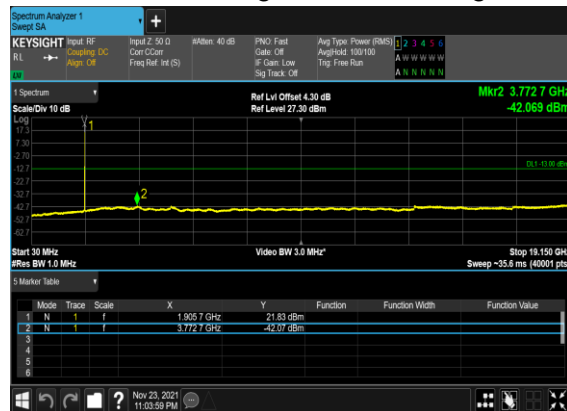 Spectrum Analyzer 1
Swept SA
KEYSIGHT Input: RF Input Z: 50 Ω #Atten: 40 dB PNO: Fast Avg Type: Power (RMS) 1 2 3 4 5 6
RL Coupling: DC Corr CCorr Gate: Off Avg|Hold: 100/100 A W W W W W
Align: Off Freq Ref: Int (S) IF Gain: Low Trig: Free Run
LW Sig Track: Off A N N N N N
1 Spectrum Ref Lvl Offset 4.30 dB Mkr2 3.772 7 GHz
Scale/Div 10 dB Ref Level 27.30 dBm -42.069 dBm
Log
17.3 1
7.30
-2.70
-12.7 DL1 -13.00 dBm
-22.7
-32.7 2
-42.7
-52.7
-62.7
Start 30 MHz Video BW 3.0 MHz* Stop 19.150 GHz
#Res BW 1.0 MHz Sweep ~35.6 ms (40001 pts)
5 Marker Table
Mode Trace Scale X Y Function Function Width Function Value
1 N 1 f 1.905 7 GHz 21.83 dBm
2 N 1 f 3.772 7 GHz -42.07 dBm
3
4
5
6
? Nov 23, 2021
11:03:59 PM